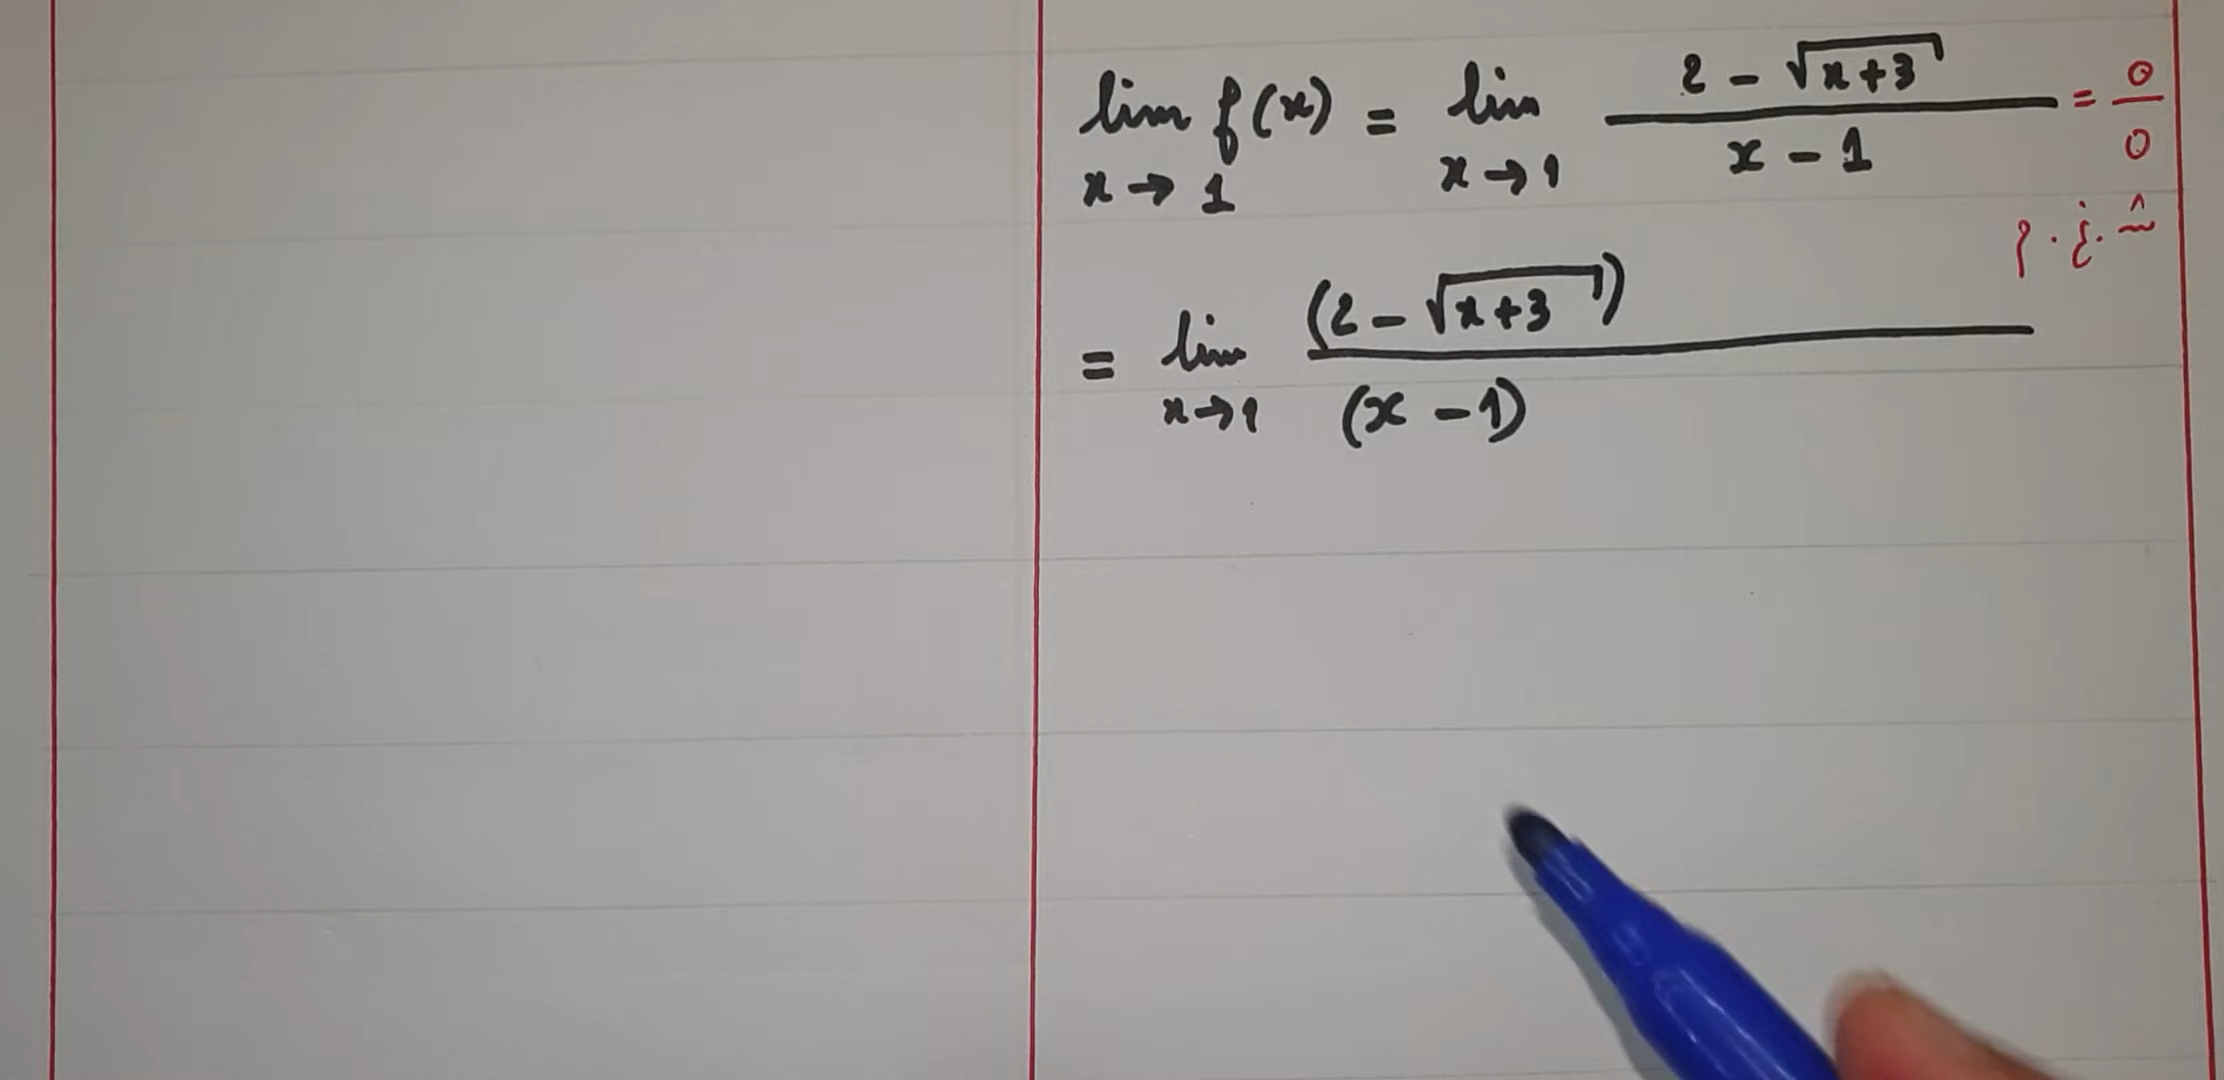 lim f(x) = lim 2 - √(x+3) / x - 1 = 0/0
x → 1 x → 1
ح.ع.ت
= lim (2 - √(x+3)) / (x - 1)
x → 1